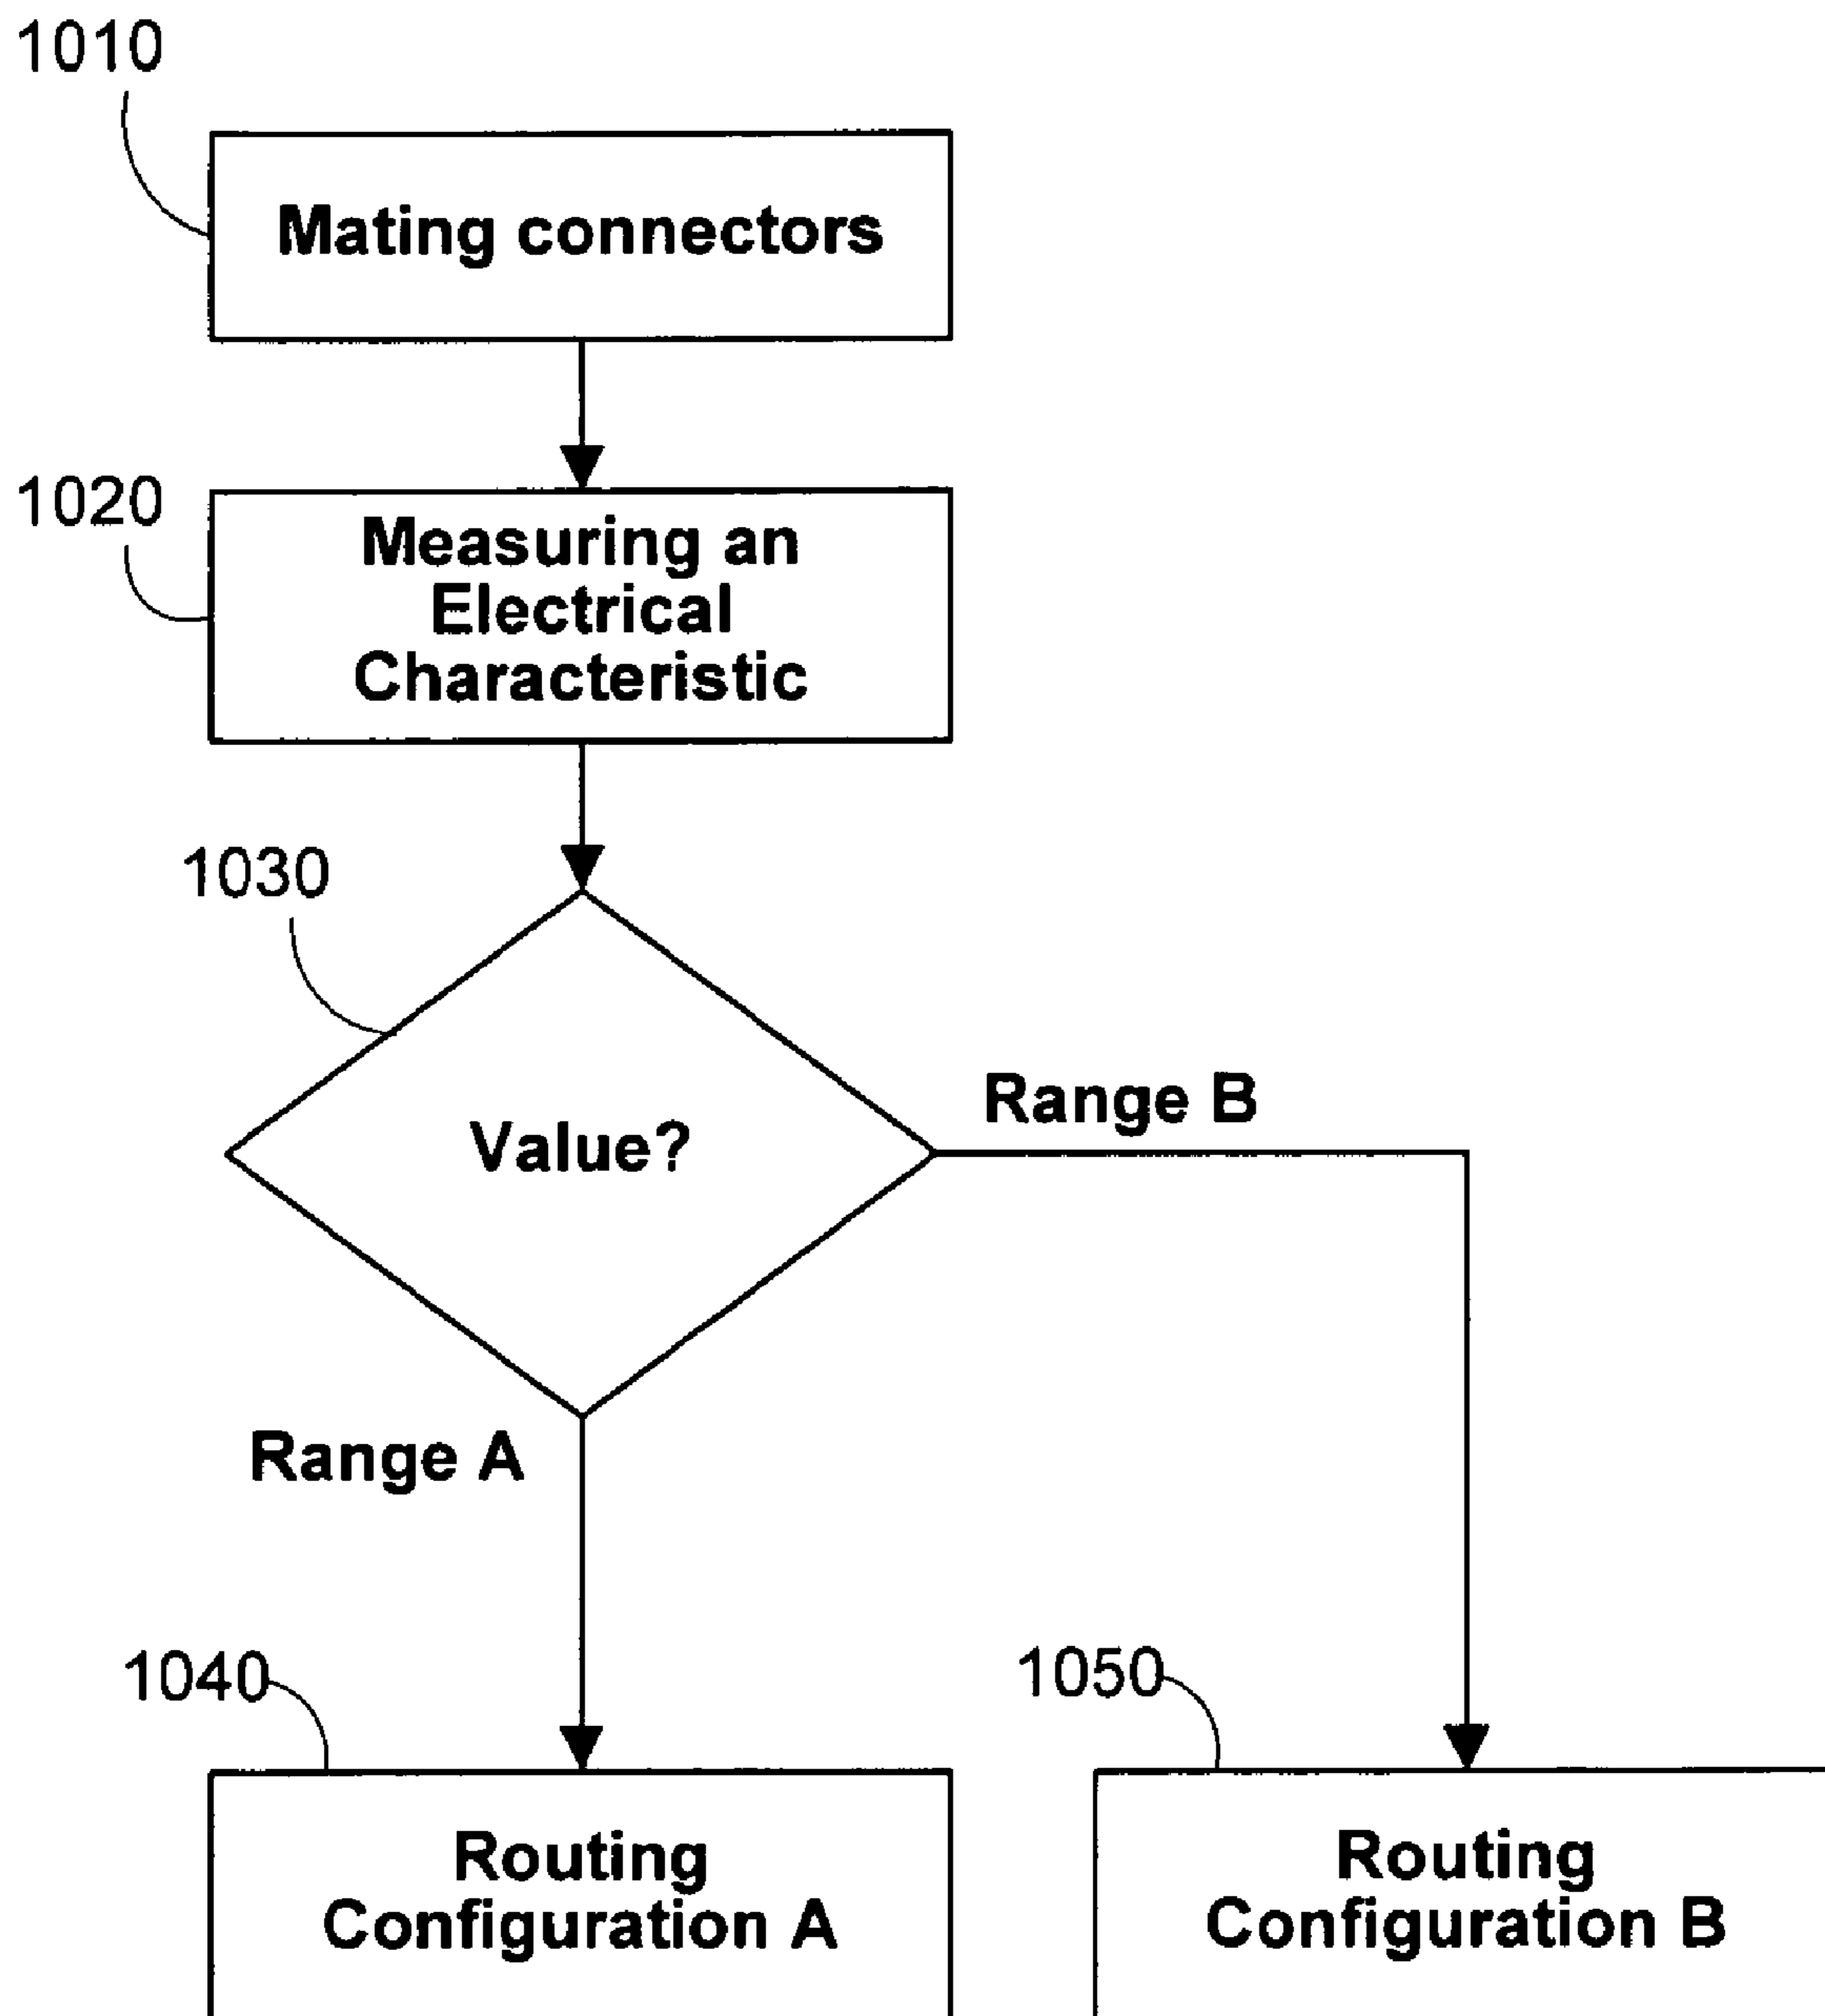 1010
Mating connectors
1020
Measuring an
Electrical
Characteristic
1030
Value?
Range B
Range A
1040
1050
Routing
Configuration A
Routing
Configuration B